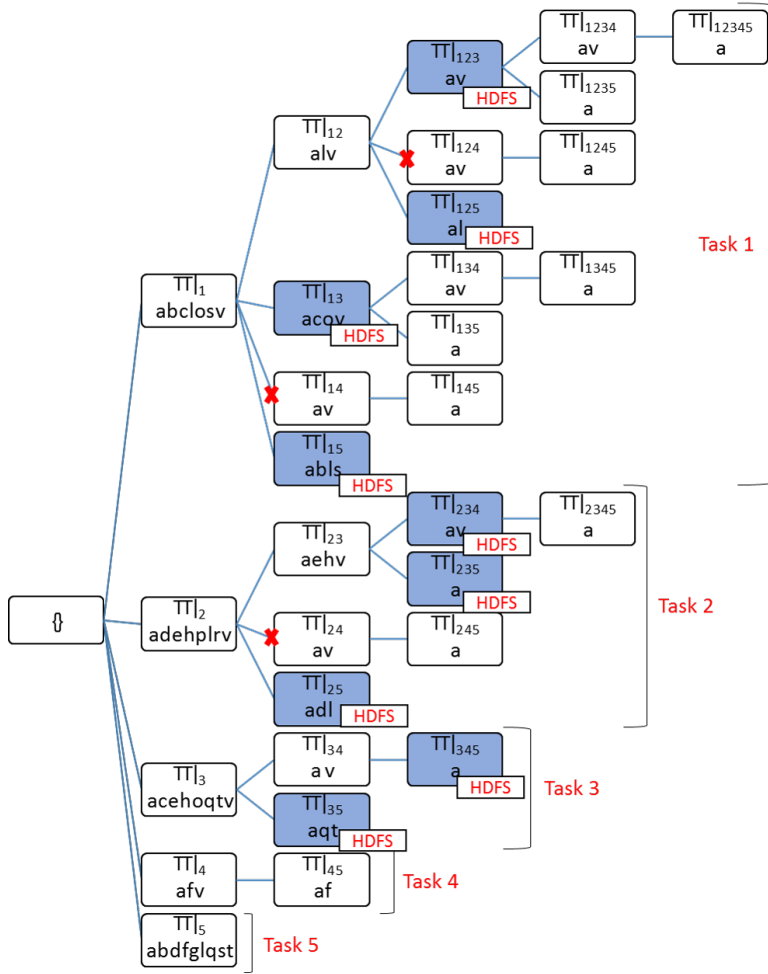 {}
TT|1
abclosv
TT|12
alv
TT|123
av
HDFS
TT|1234
av
TT|12345
a
TT|1235
a
TT|124
av
TT|1245
a
TT|125
al
HDFS
TT|13
acov
HDFS
TT|134
av
TT|1345
a
TT|135
a
TT|14
av
TT|145
a
TT|15
abls
HDFS
Task 1
TT|2
adehplrv
TT|23
aehv
TT|234
av
HDFS
TT|2345
a
TT|235
a
HDFS
TT|24
av
TT|245
a
TT|25
adl
HDFS
Task 2
TT|3
acehoqtv
TT|34
av
TT|345
a
HDFS
TT|35
aqt
HDFS
Task 3
TT|4
afv
TT|45
af
Task 4
TT|5
abdfglqst
Task 5